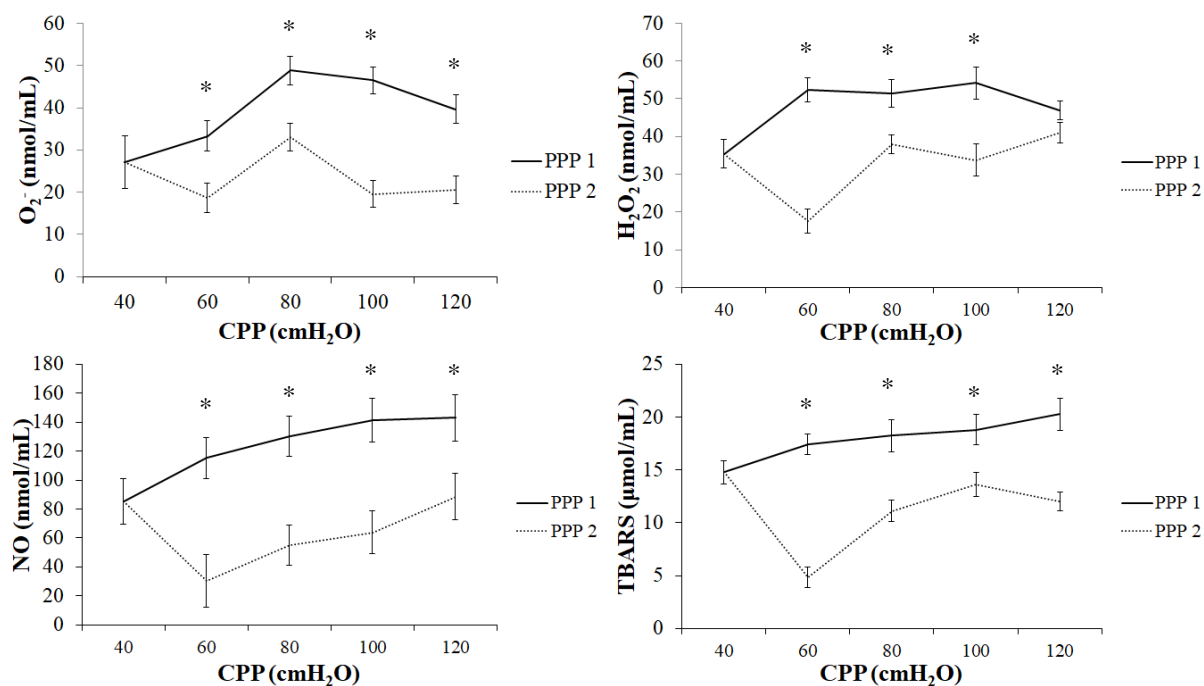 60
50
40
30
20
10
0
O₂⁻ (nmol/mL)
* * * *
40 60 80 100 120
CPP (cmH₂O)
PPP 1
PPP 2
70
60
50
40
30
20
10
0
H₂O₂ (nmol/mL)
* * *
40 60 80 100 120
CPP (cmH₂O)
PPP 1
PPP 2
180
160
140
120
100
80
60
40
20
0
NO (nmol/mL)
* * * *
40 60 80 100 120
CPP (cmH₂O)
PPP 1
PPP 2
25
20
15
10
5
0
TBARS (μmol/mL)
* * * *
40 60 80 100 120
CPP (cmH₂O)
PPP 1
PPP 2